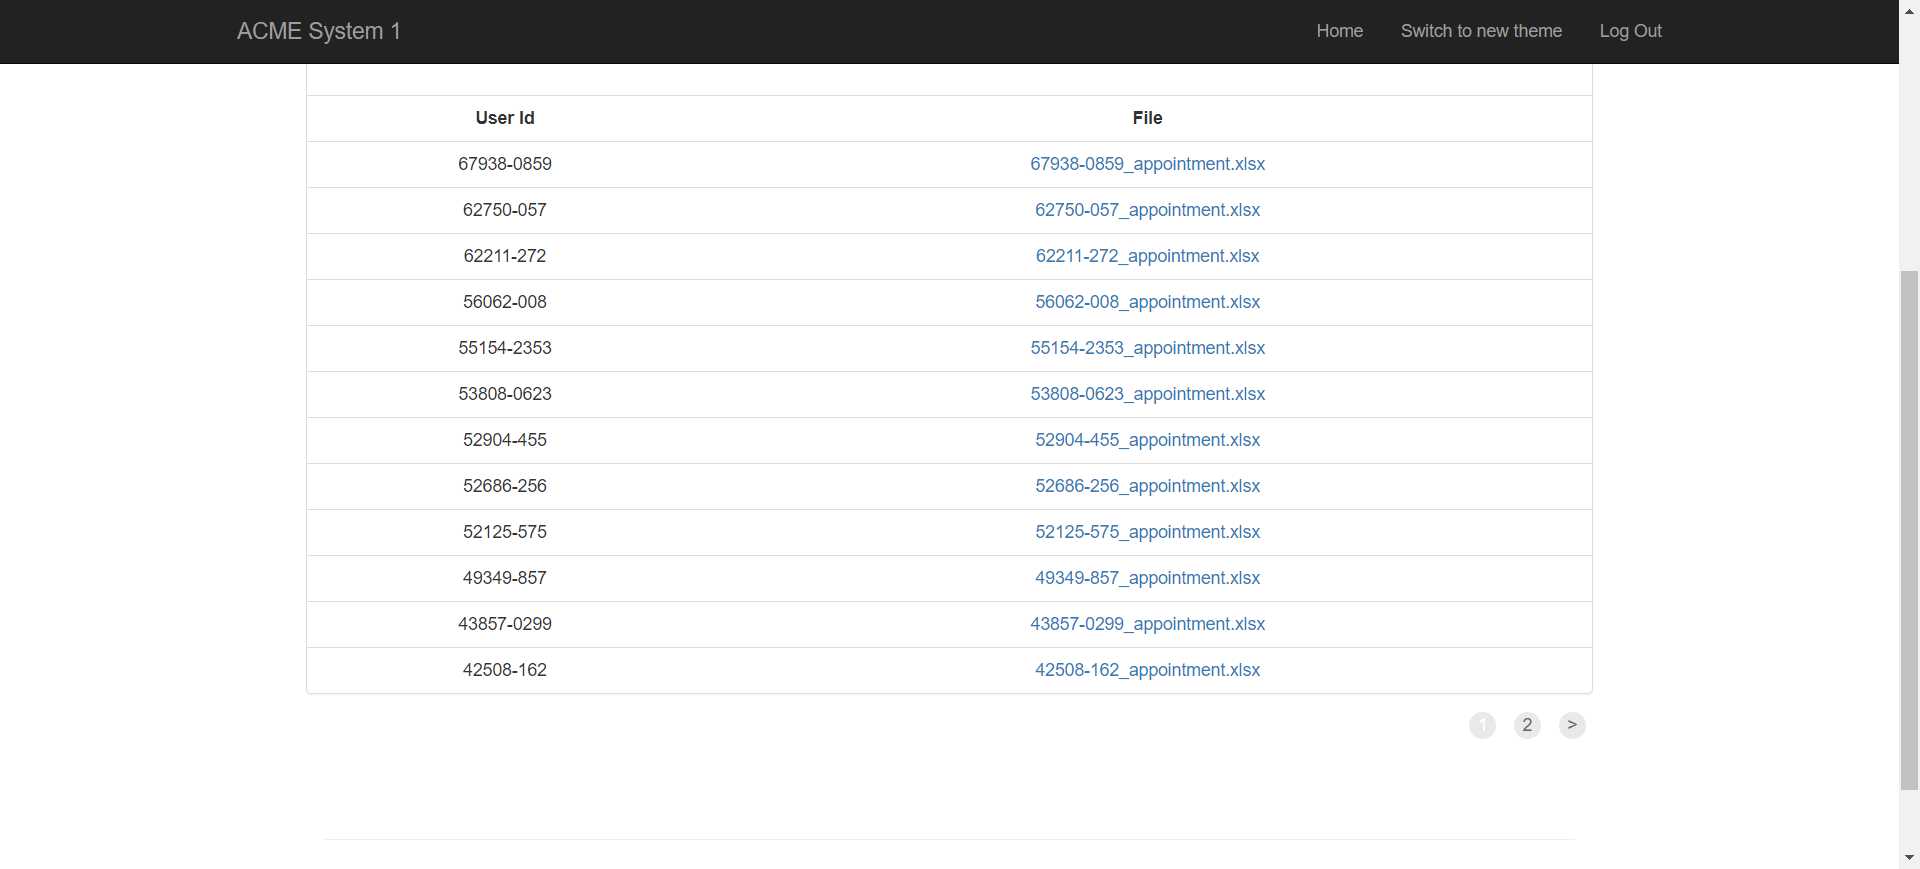 ACME System 1 Home Switch to new theme Log Out
User Id File
67938-0859 67938-0859_appointment.xlsx
62750-057 62750-057_appointment.xlsx
62211-272 62211-272_appointment.xlsx
56062-008 56062-008_appointment.xlsx
55154-2353 55154-2353_appointment.xlsx
53808-0623 53808-0623_appointment.xlsx
52904-455 52904-455_appointment.xlsx
52686-256 52686-256_appointment.xlsx
52125-575 52125-575_appointment.xlsx
49349-857 49349-857_appointment.xlsx
43857-0299 43857-0299_appointment.xlsx
42508-162 42508-162_appointment.xlsx
1 2 >